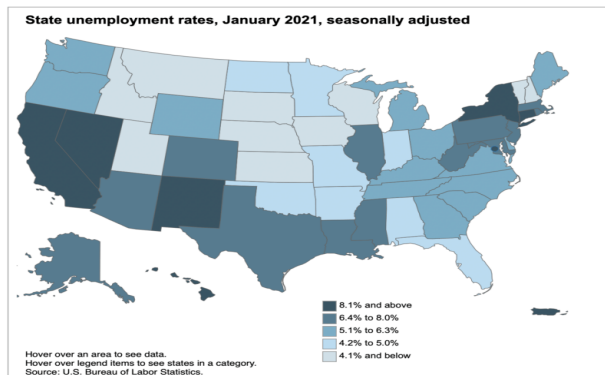 State unemployment rates, January 2021, seasonally adjusted
8.1% and above
6.4% to 8.0%
5.1% to 6.3%
4.2% to 5.0%
4.1% and below
Hover over an area to see data.
Hover over legend items to see states in a category.
Source: U.S. Bureau of Labor Statistics.